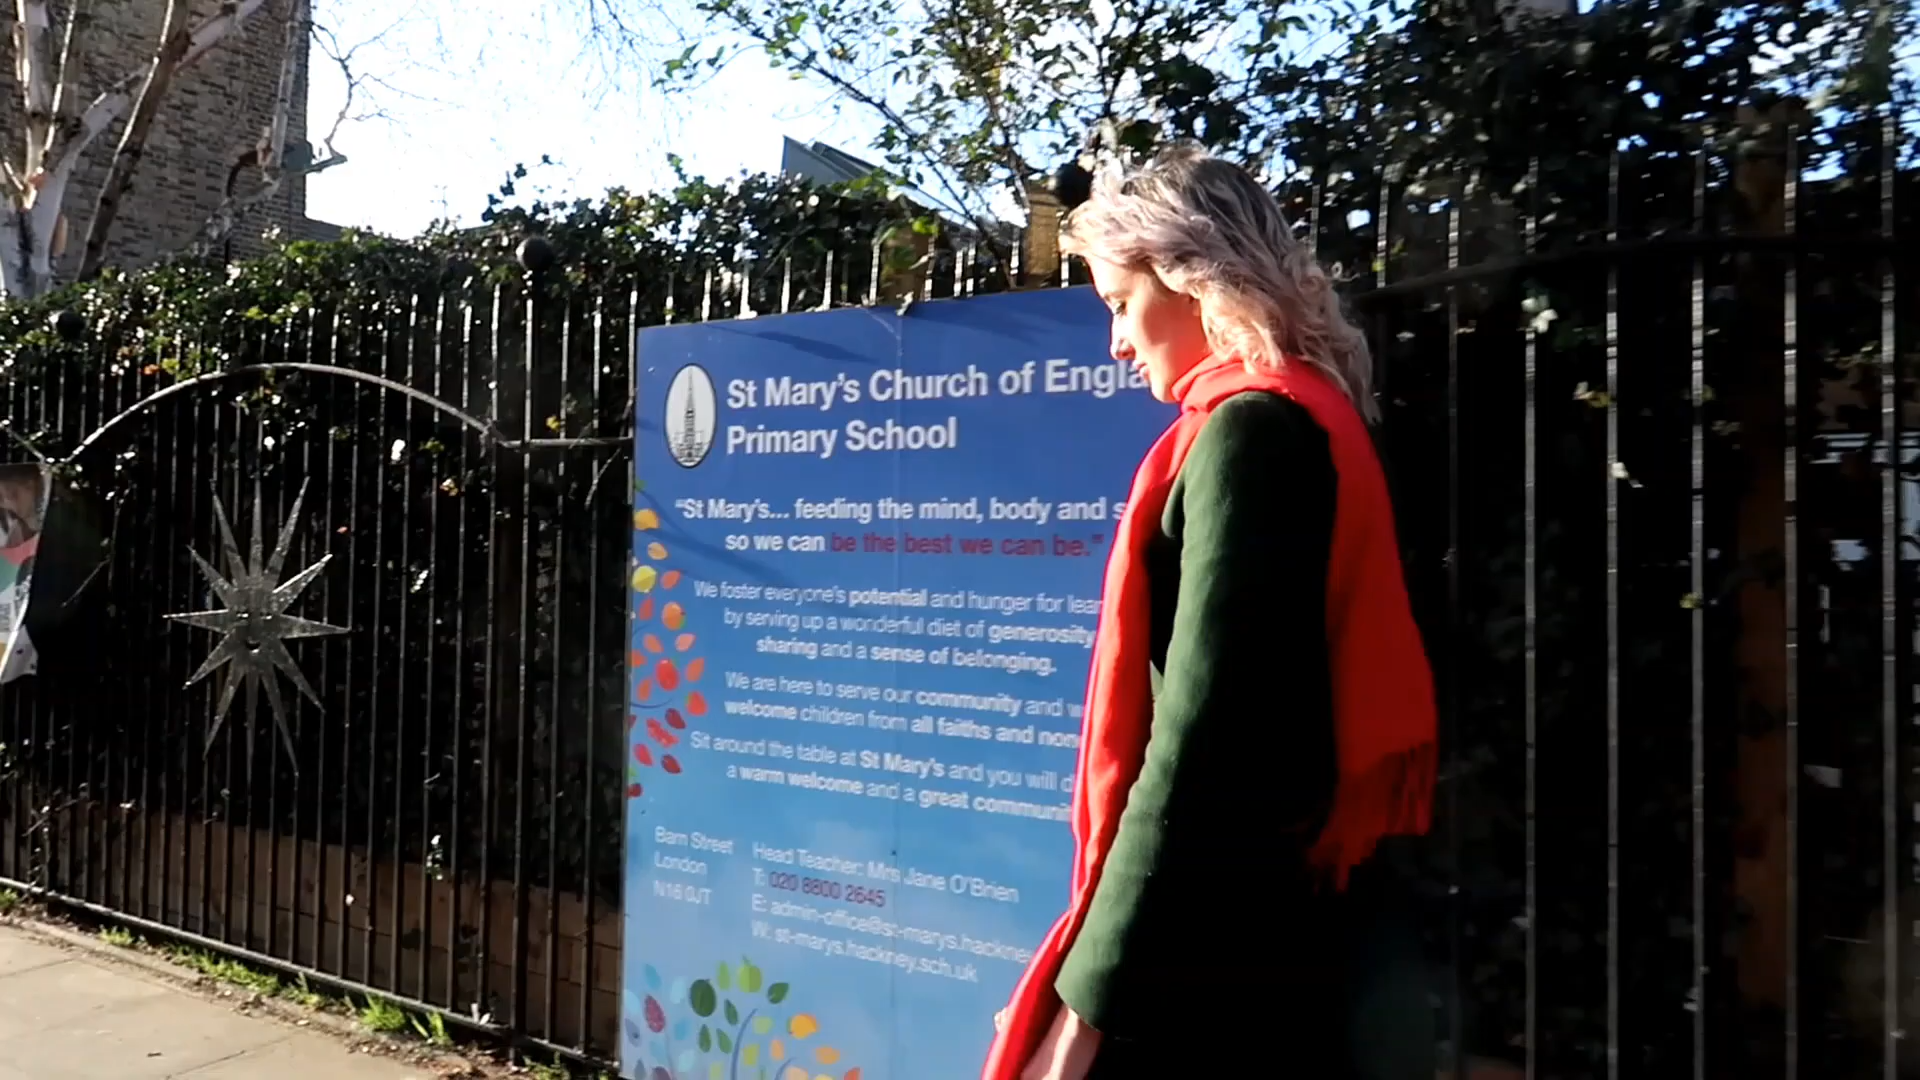 St Mary's Church of Engla
Primary School
"St Mary's... feeding the mind, body and s
so we can be the best we can be."
We foster everyone's potential and hunger for lear
by serving up a wonderful diet of generosity
sharing and a sense of belonging.
We are here to serve our community and w
welcome children from all faiths and non
Sit around the table at St Mary's and you will d
a warm welcome and a great communi
Barn Street
London
N16 0JT
Head Teacher: Mrs Jane O'Brien
T: 020 8800 2645
E: admin-office@st-marys.hackne
W: st-marys.hackney.sch.uk